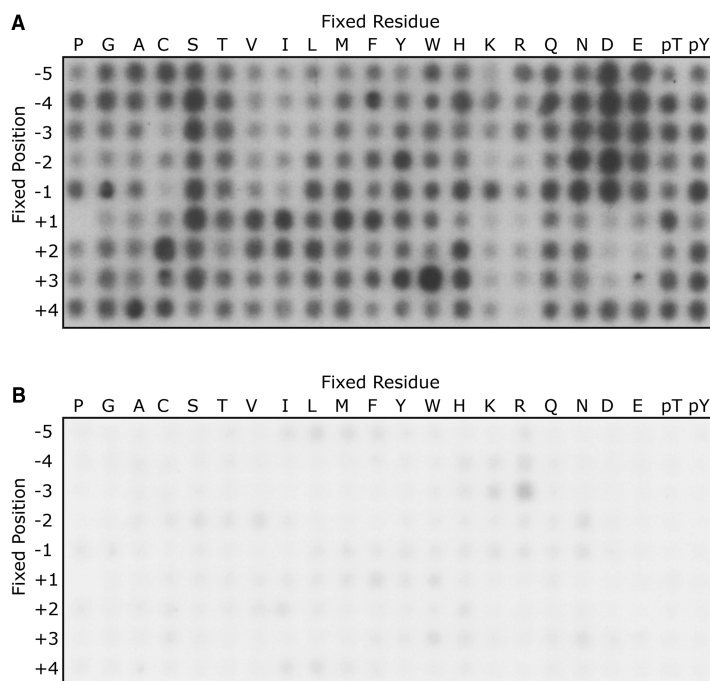 A
Fixed Residue
P G A C S T V I L M F Y W H K R Q N D E pT pY
Fixed Position
-5
-4
-3
-2
-1
+1
+2
+3
+4
B
Fixed Residue
P G A C S T V I L M F Y W H K R Q N D E pT pY
Fixed Position
-5
-4
-3
-2
-1
+1
+2
+3
+4